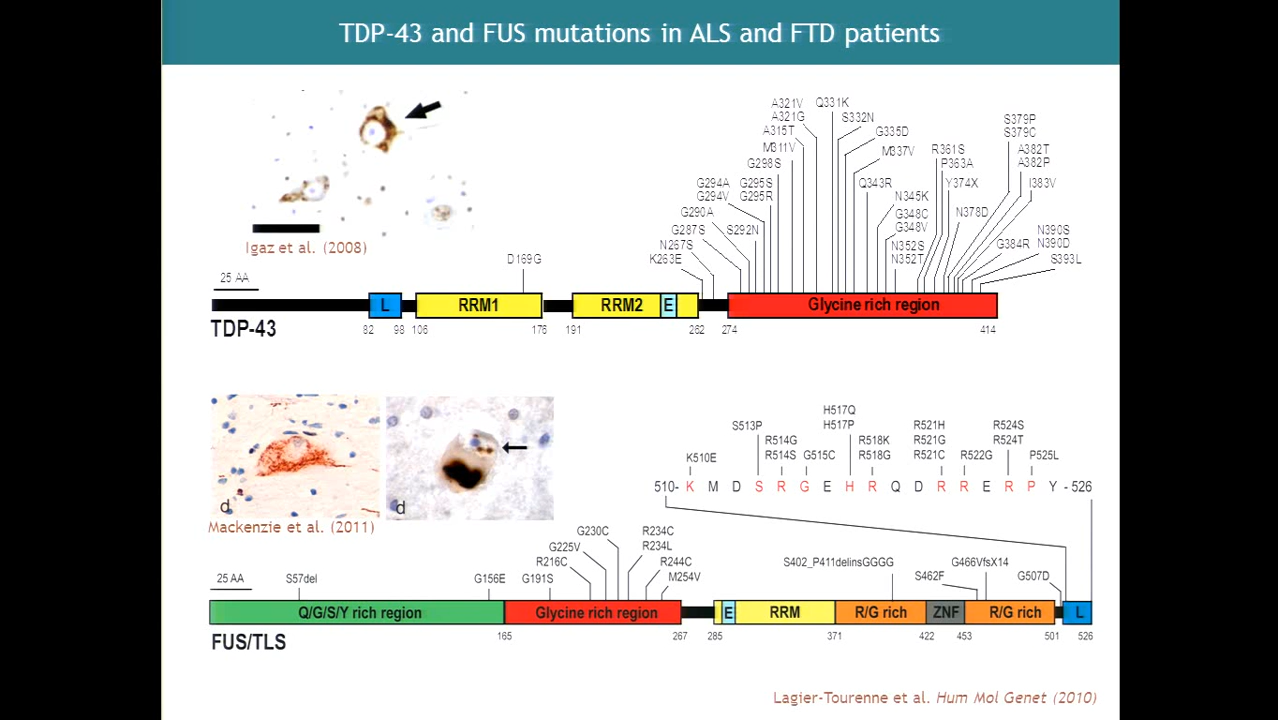 TDP-43 and FUS mutations in ALS and FTD patients
Igaz et al. (2008)
A321V
A321G
A315T
M311V
G298S
Q331K
S332N
G335D
M337V
S379P
S379C
R361S
P363A
A382T
A382P
G294A
G294V
G295S
G295R
Q343R
Y374X
I383V
G290A
N345K
G287S
S292N
G348C
G348V
N378D
N267S
N352S
N352T
G384R
N390S
N390D
K263E
D169G
S393L
25 AA
L
RRM1
RRM2
E
Glycine rich region
TDP-43
82 98 106 176 191 262 274 414
d
d
Mackenzie et al. (2011)
H517Q
H517P
S513P
R514G
R514S
G515C
R518K
R518G
R521H
R521G
R521C
R522G
R524S
R524T
P525L
K510E
510- K M D S R G E H R Q D R R E R P Y - 526
G230C
G225V
R216C
R234C
R234L
R244C
M254V
25 AA
S57del
G156E
G191S
S402_P411delinsGGGG
S462F
G466VfsX14
G507D
Q/G/S/Y rich region
Glycine rich region
E
RRM
R/G rich
ZNF
R/G rich
L
FUS/TLS
165 267 285 371 422 453 501 526
Lagier-Tourenne et al. Hum Mol Genet (2010)